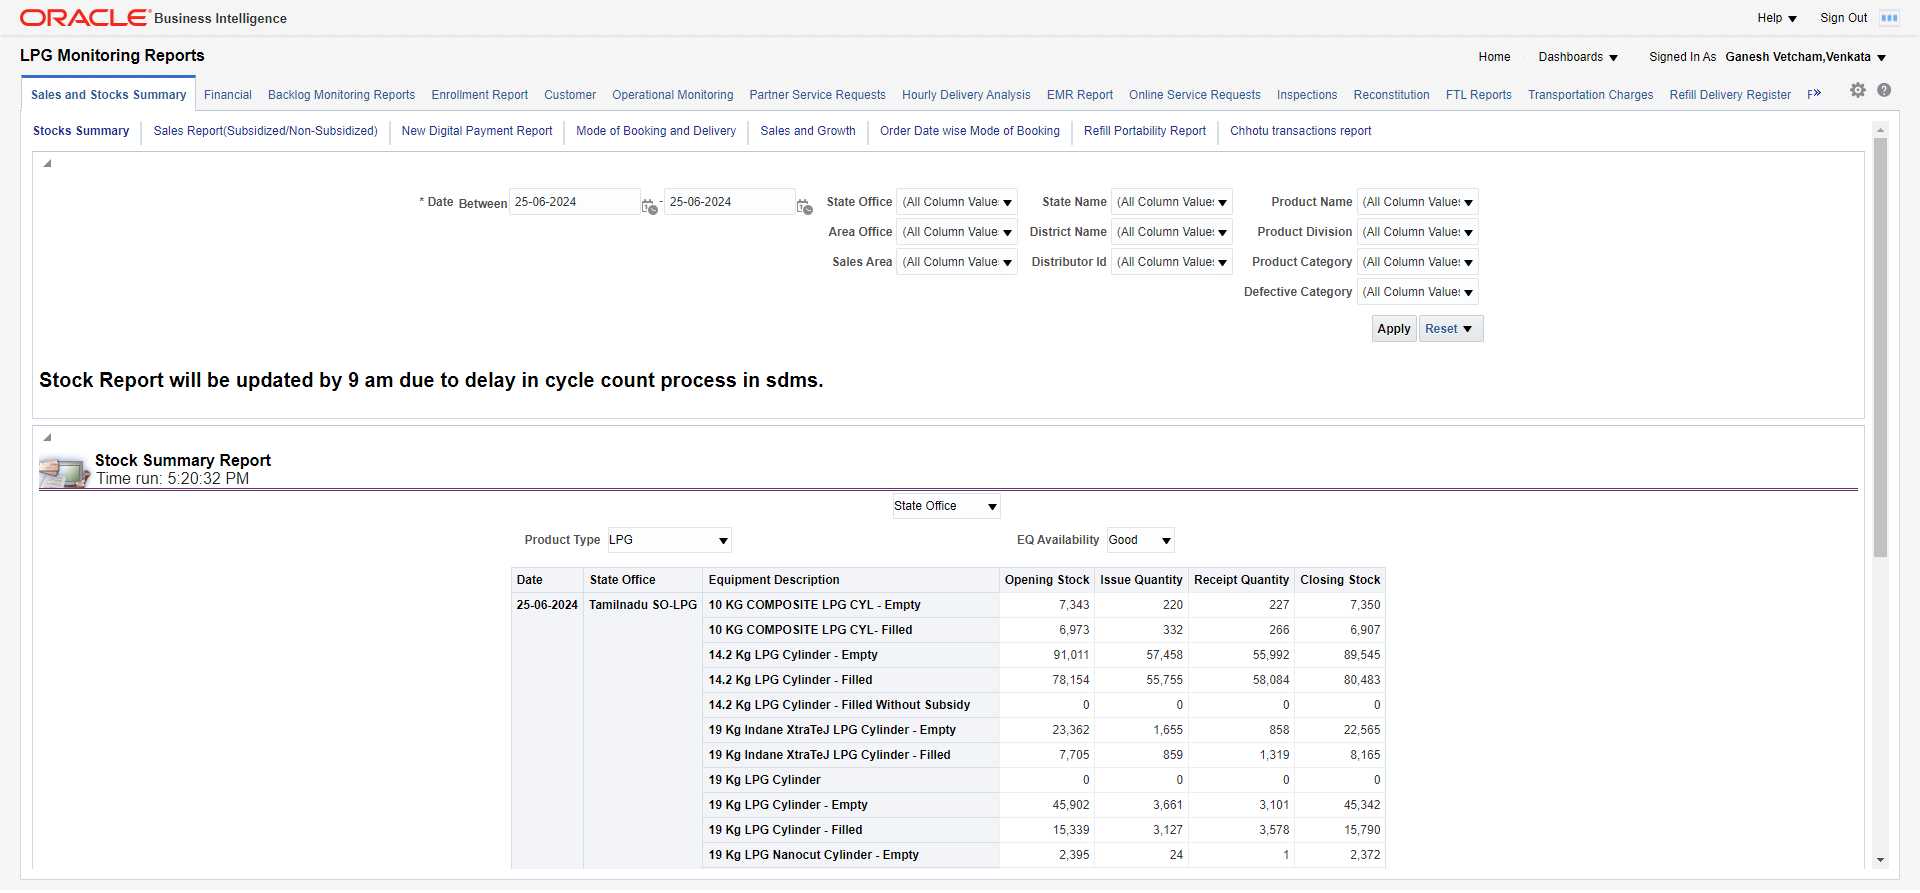 ORACLE Business Intelligence
Help Sign Out
LPG Monitoring Reports
Home Dashboards Signed In As Ganesh Vetcham,Venkata
Sales and Stocks Summary Financial Backlog Monitoring Reports Enrollment Report Customer Operational Monitoring Partner Service Requests Hourly Delivery Analysis EMR Report Online Service Requests Inspections Reconstitution FTL Reports Transportation Charges Refill Delivery Register
Stocks Summary Sales Report(Subsidized/Non-Subsidized) New Digital Payment Report Mode of Booking and Delivery Sales and Growth Order Date wise Mode of Booking Refill Portability Report Chhotu transactions report
* Date Between 25-06-2024 - 25-06-2024 State Office (All Column Value State Name (All Column Value Product Name (All Column Value
Area Office (All Column Value District Name (All Column Value Product Division (All Column Value
Sales Area (All Column Value Distributor Id (All Column Value Product Category (All Column Value
Defective Category (All Column Value
Apply Reset
Stock Report will be updated by 9 am due to delay in cycle count process in sdms.
Stock Summary Report
Time run: 5:20:32 PM
State Office
Product Type LPG EQ Availability Good
Date State Office Equipment Description Opening Stock Issue Quantity Receipt Quantity Closing Stock
25-06-2024 Tamilnadu SO-LPG 10 KG COMPOSITE LPG CYL - Empty 7,343 220 227 7,350
10 KG COMPOSITE LPG CYL- Filled 6,973 332 266 6,907
14.2 Kg LPG Cylinder - Empty 91,011 57,458 55,992 89,545
14.2 Kg LPG Cylinder - Filled 78,154 55,755 58,084 80,483
14.2 Kg LPG Cylinder - Filled Without Subsidy 0 0 0 0
19 Kg Indane XtraTeJ LPG Cylinder - Empty 23,362 1,655 858 22,565
19 Kg Indane XtraTeJ LPG Cylinder - Filled 7,705 859 1,319 8,165
19 Kg LPG Cylinder 0 0 0 0
19 Kg LPG Cylinder - Empty 45,902 3,661 3,101 45,342
19 Kg LPG Cylinder - Filled 15,339 3,127 3,578 15,790
19 Kg LPG Nanocut Cylinder - Empty 2,395 24 1 2,372